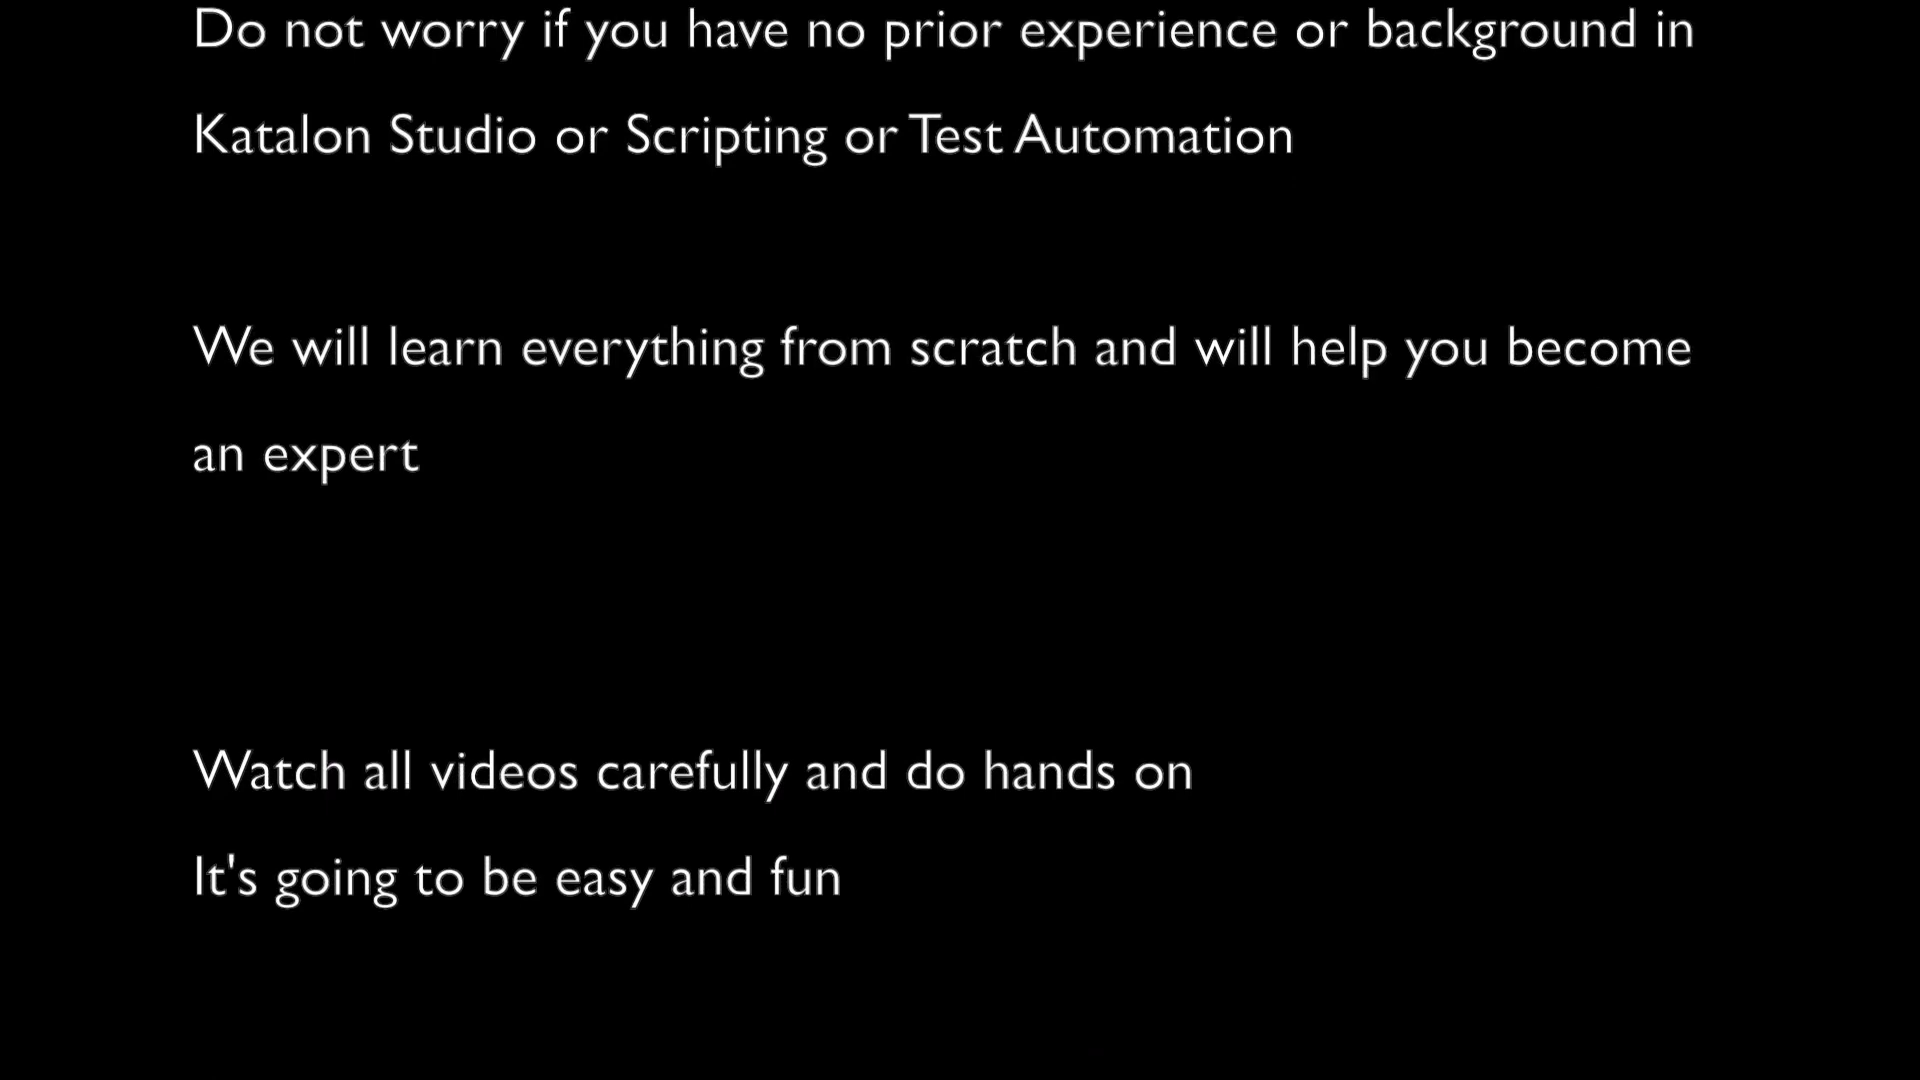 Do not worry if you have no prior experience or background in
Katalon Studio or Scripting or Test Automation
We will learn everything from scratch and will help you become
an expert
Watch all videos carefully and do hands on
It's going to be easy and fun